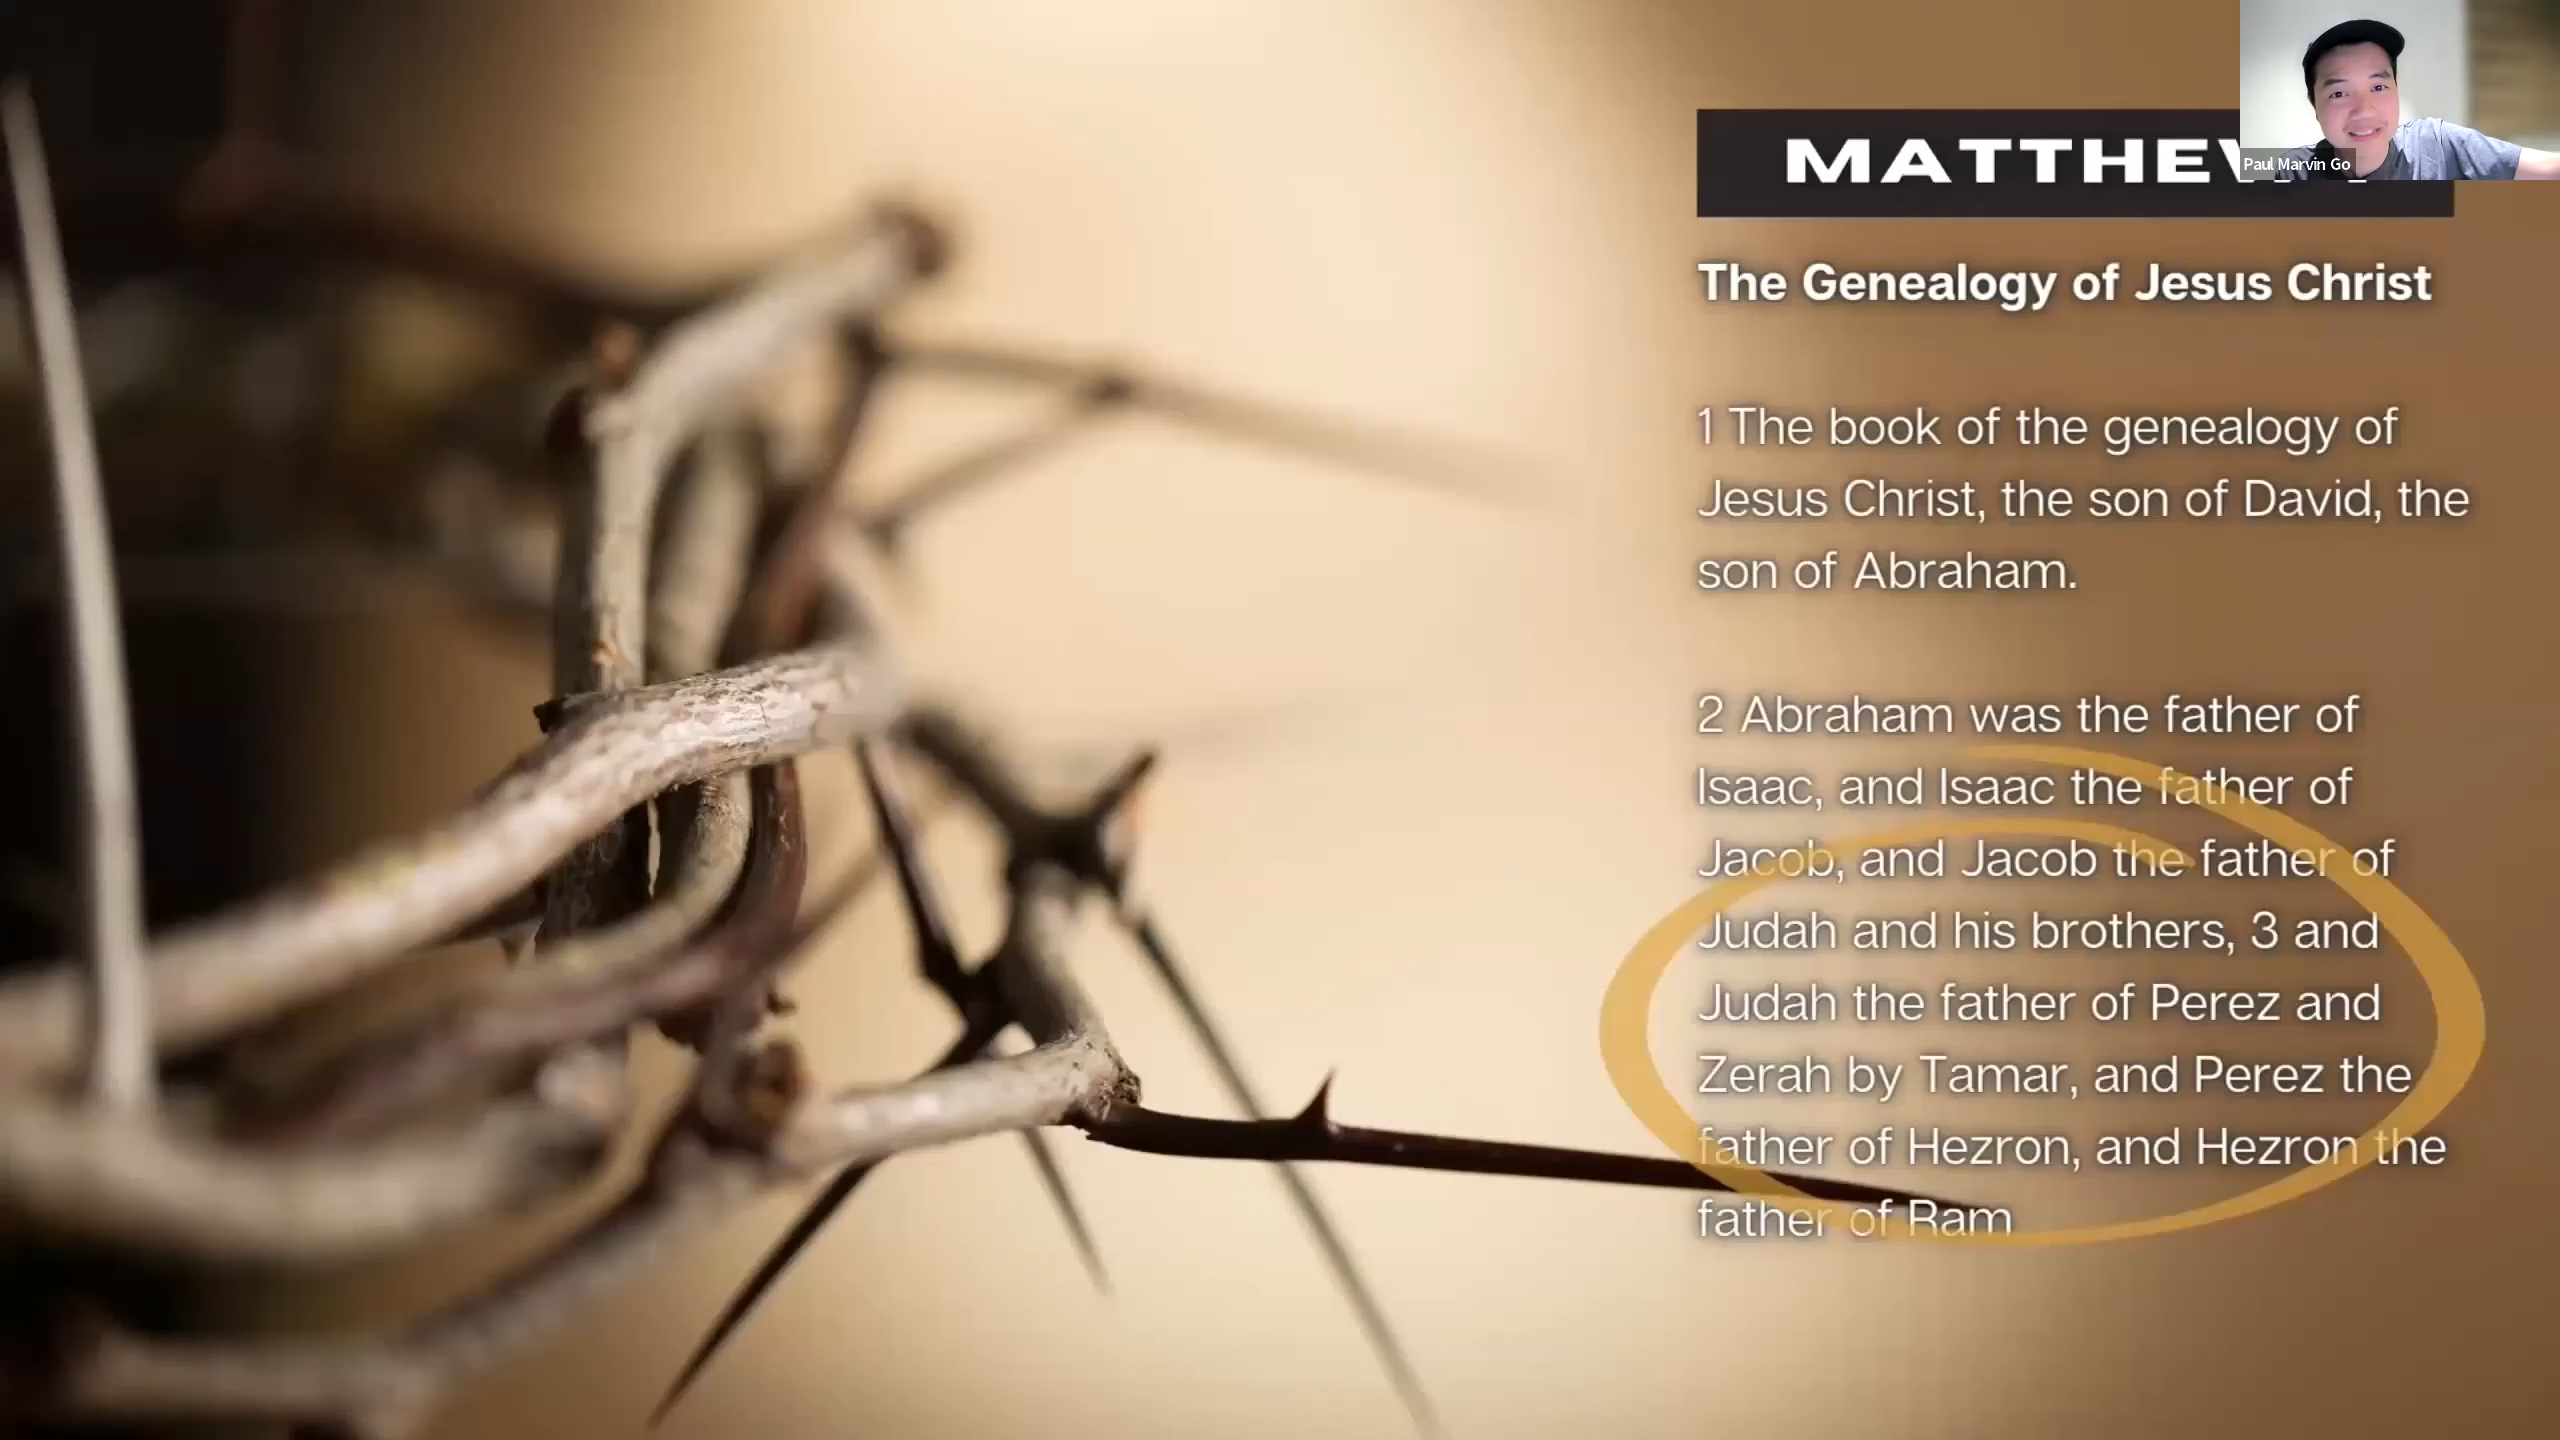 Paul Marvin Go
The Genealogy of Jesus Christ
1 The book of the genealogy of
Jesus Christ, the son of David, the
son of Abraham.
2 Abraham was the father of
Isaac, and Isaac the father of
Jacob, and Jacob the father of
Judah and his brothers, 3 and
Judah the father of Perez and
Zerah by Tamar, and Perez the
father of Hezron, and Hezron the
father of Ram